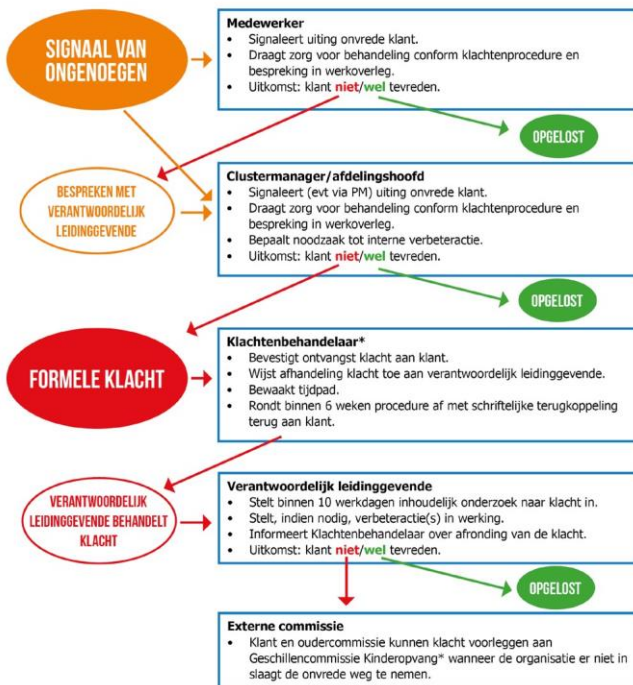 SIGNAAL VAN
ONGENOEGEN
Medewerker
• Signaleert uiting onvrede klant.
• Draagt zorg voor behandeling conform klachtenprocedure en
bespreking in werkoverleg.
• Uitkomst: klant niet/wel tevreden.
OPGELOST
BESPREKEN MET
VERANTWOORDELIJK
LEIDINGGEVENDE
Clustermanager/afdelingshoofd
• Signaleert (evt via PM) uiting onvrede klant.
• Draagt zorg voor behandeling conform klachtenprocedure en
bespreking in werkoverleg.
• Bepaalt noodzaak tot interne verbeteractie.
• Uitkomst: klant niet/wel tevreden.
OPGELOST
FORMELE KLACHT
Klachtenbehandelaar*
• Bevestigt ontvangst klacht aan klant.
• Wijst afhandeling klacht toe aan verantwoordelijk leidinggevende.
• Bewaakt tijdpad.
• Rondt binnen 6 weken procedure af met schriftelijke terugkoppeling
terug aan klant.
VERANTWOORDELIJK
LEIDINGGEVENDE BEHANDELT
KLACHT
Verantwoordelijk leidinggevende
• Stelt binnen 10 werkdagen inhoudelijk onderzoek naar klacht in.
• Stelt, indien nodig, verbeteractie(s) in werking.
• Informeert Klachtenbehandelaar over afronding van de klacht.
• Uitkomst: klant niet/wel tevreden.
OPGELOST
Externe commissie
• Klant en oudercommissie kunnen klacht voorleggen aan
Geschillencommissie Kinderopvang* wanneer de organisatie er niet in
slaagt de onvrede weg te nemen.